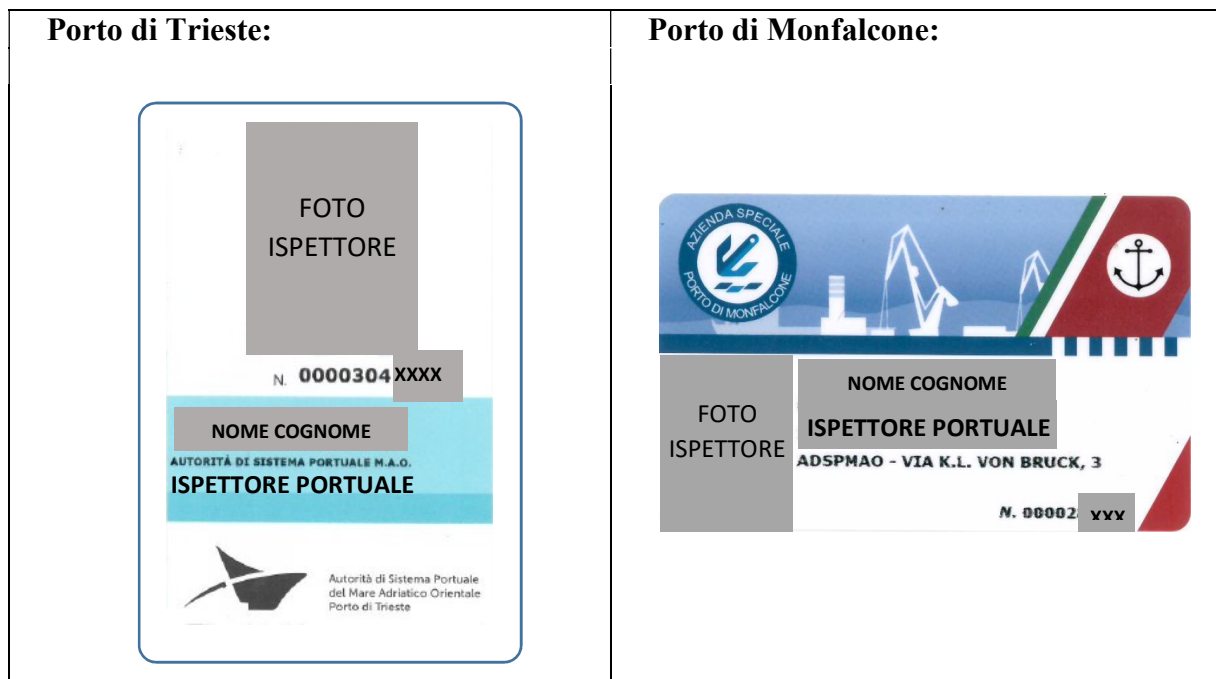 Porto di Trieste:
FOTO
ISPETTORE
N. 0000304 XXXX
NOME COGNOME
AUTORITÀ DI SISTEMA PORTUALE M.A.O.
ISPETTORE PORTUALE
Autorità di Sistema Portuale
del Mare Adriatico Orientale
Porto di Trieste
Porto di Monfalcone:
AZIENDA SPECIALE
PORTO DI MONFALCONE
FOTO
ISPETTORE
NOME COGNOME
ISPETTORE PORTUALE
ADSPMAO - VIA K.L. VON BRUCK, 3
N. 00002 XXX